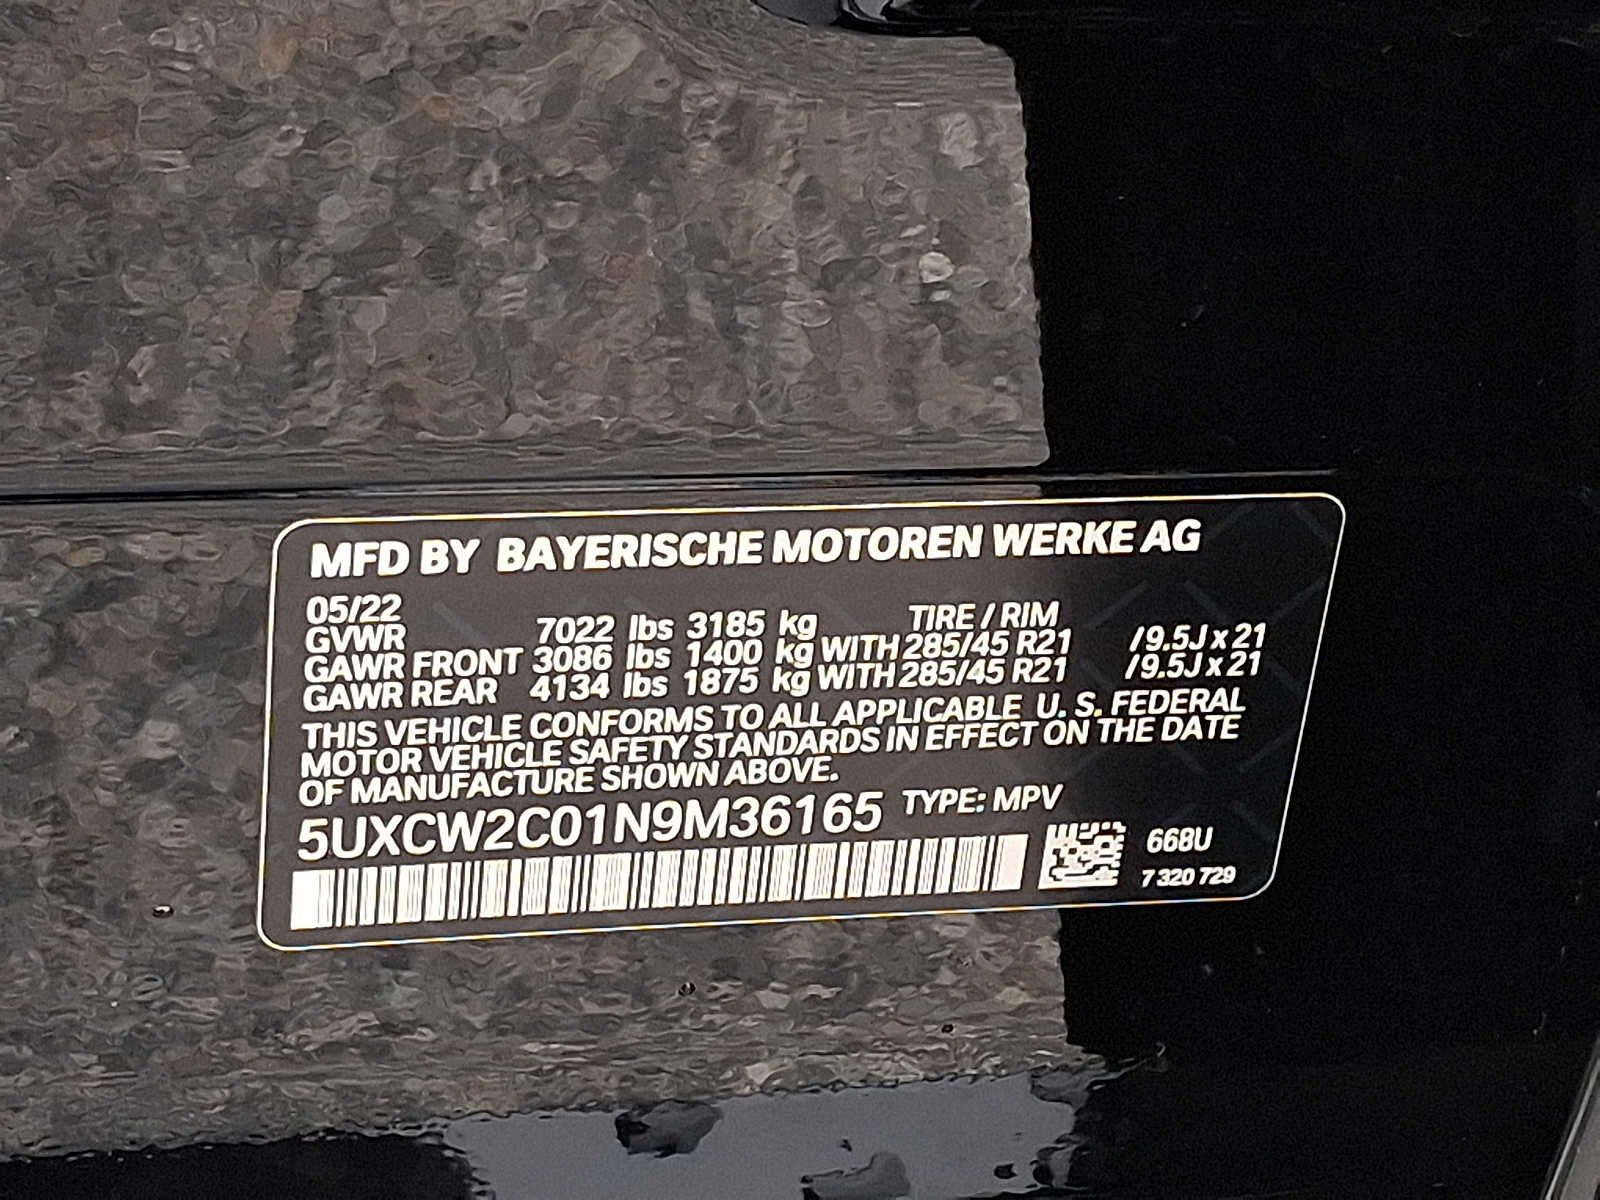 MFD BY BAYERISCHE MOTOREN WERKE AG
05/22
GVWR 7022 lbs 3185 kg TIRE / RIM
GAWR FRONT 3086 lbs 1400 kg WITH 285/45 R21 /9.5J x 21
GAWR REAR 4134 lbs 1875 kg WITH 285/45 R21 /9.5J x 21
THIS VEHICLE CONFORMS TO ALL APPLICABLE U. S. FEDERAL
MOTOR VEHICLE SAFETY STANDARDS IN EFFECT ON THE DATE
OF MANUFACTURE SHOWN ABOVE.
5UXCW2C01N9M36165 TYPE: MPV
668U
7 320 729